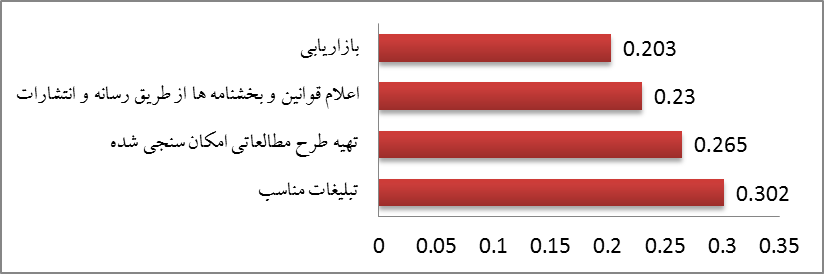 بازاریابی
0.203
اعلام قوانین و بخشنامه ها از طریق رسانه و انتشارات
0.23
تهیه طرح مطالعاتی امکان سنجی شده
0.265
تبلیغات مناسب
0.302
0 0.05 0.1 0.15 0.2 0.25 0.3 0.35